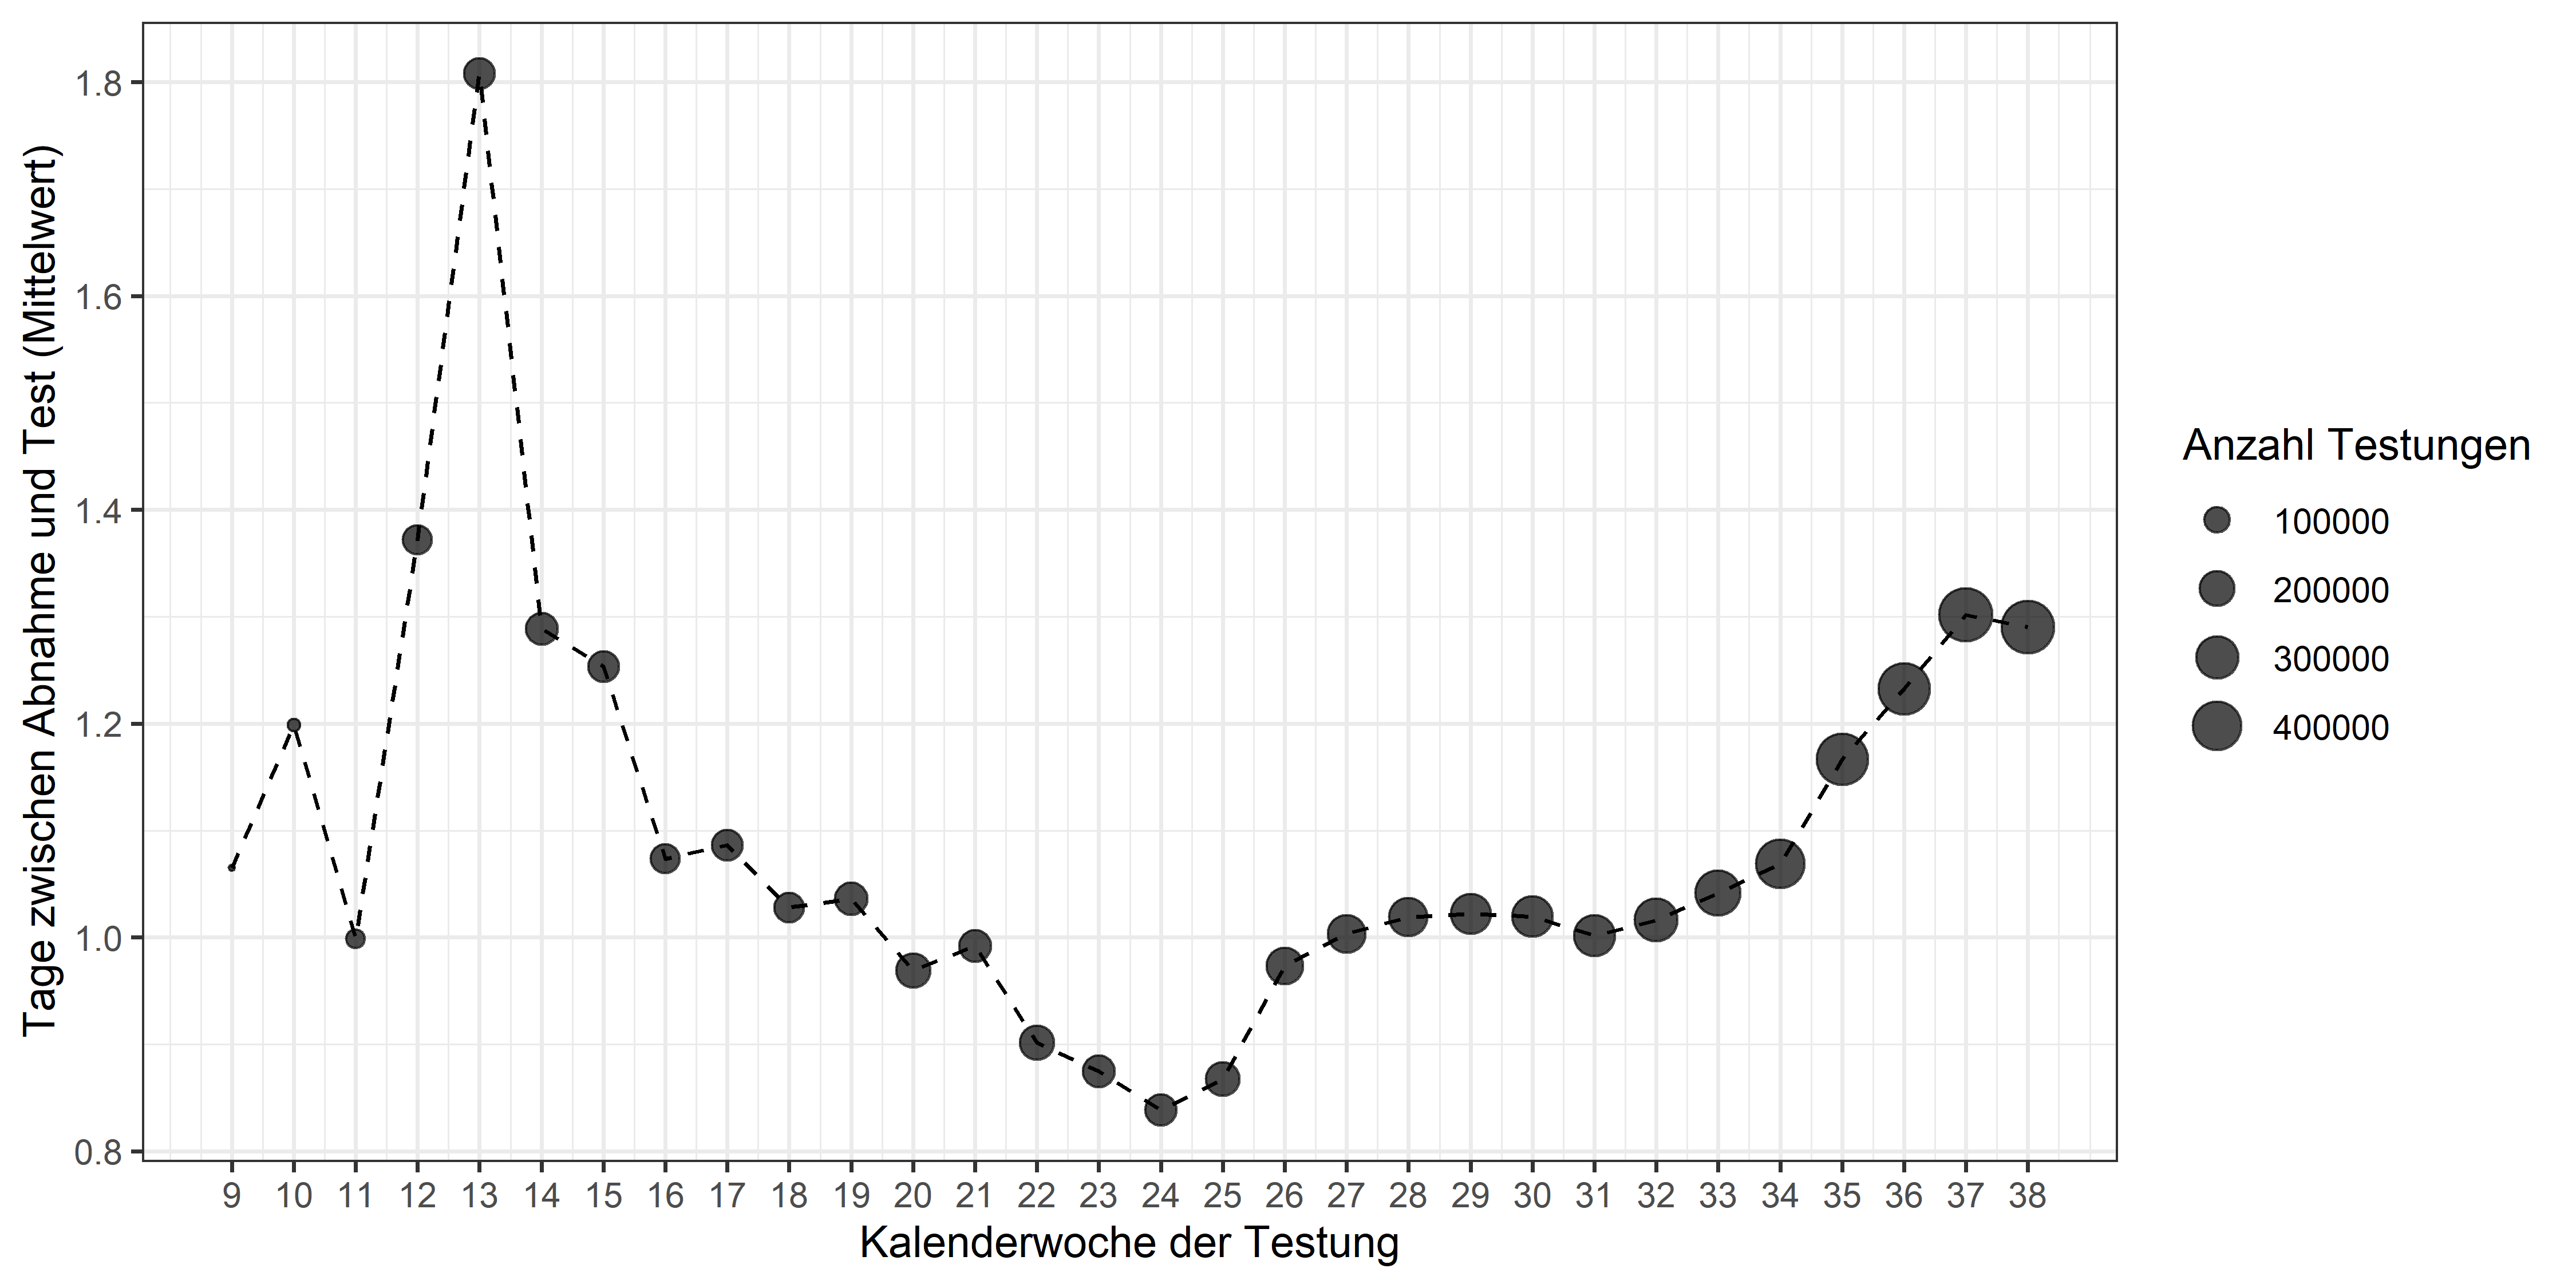 Tage zwischen Abnahme und Test (Mittelwert)
1.8
1.6
1.4
1.2
1.0
0.8
9 10 11 12 13 14 15 16 17 18 19 20 21 22 23 24 25 26 27 28 29 30 31 32 33 34 35 36 37 38
Kalenderwoche der Testung
Anzahl Testungen
100000
200000
300000
400000